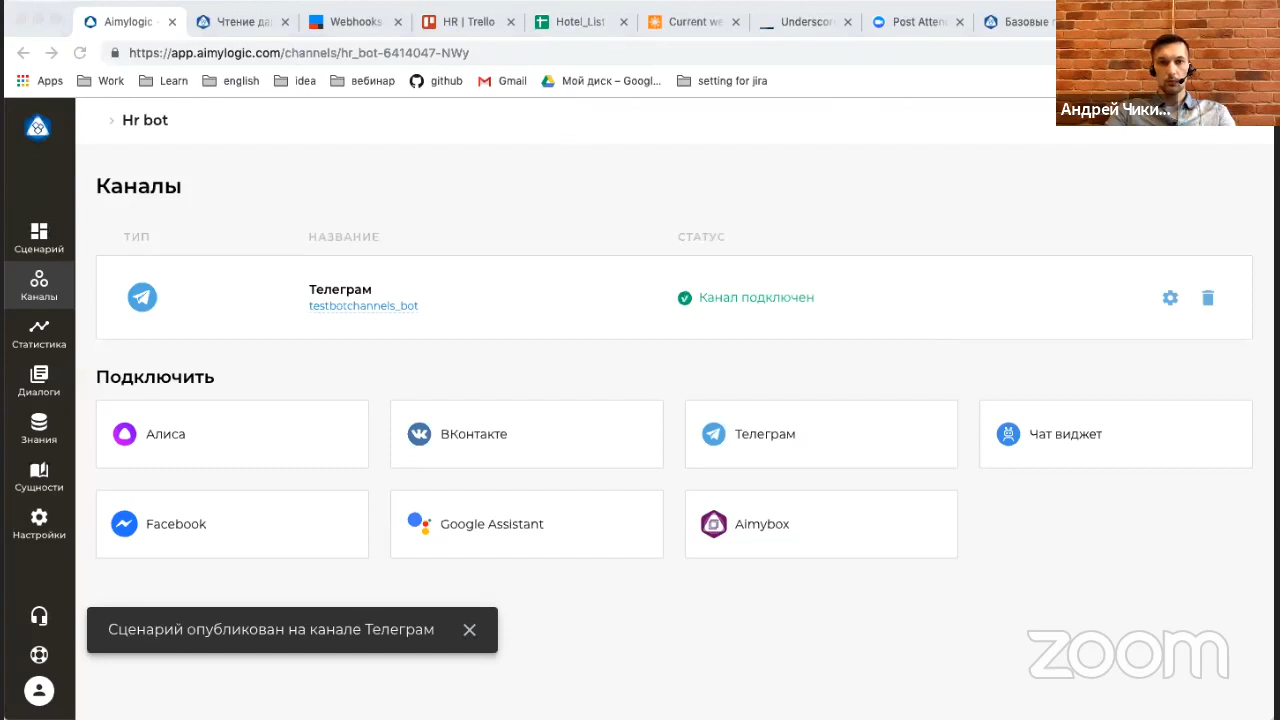 Aimylogic -
Чтение да
Webhooks
HR | Trello
Hotel_List
Current we
Underscor
Post Atten
Базовые
https://app.aimylogic.com/channels/hr_bot-6414047-NWy
Apps
Work
Learn
english
idea
вебинар
github
Gmail
Мой диск – Googl...
setting for jira
Андрей Чики...
Hr bot
Каналы
ТИП
НАЗВАНИЕ
СТАТУС
Телеграм
testbotchannels_bot
Канал подключен
Подключить
Алиса
ВКонтакте
Телеграм
Чат виджет
Facebook
Google Assistant
Aimybox
Сценарий
Каналы
Статистика
Диалоги
Знания
Сущности
Настройки
Сценарий опубликован на канале Телеграм
zoom